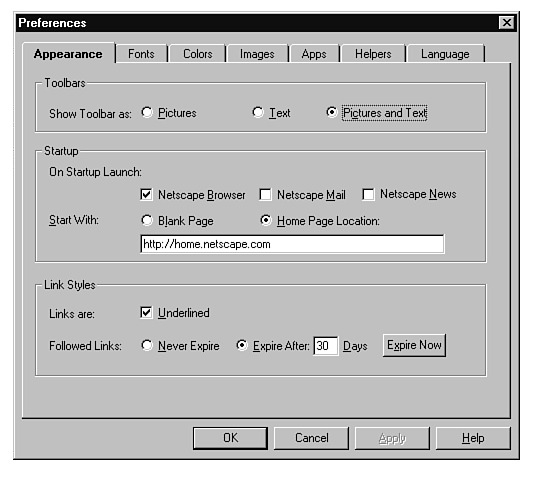 Preferences
Appearance Fonts Colors Images Apps Helpers Language
Toolbars
Show Toolbar as: Pictures Text Pictures and Text
Startup
On Startup Launch:
Netscape Browser Netscape Mail Netscape News
Start With: Blank Page Home Page Location:
http://home.netscape.com
Link Styles
Links are: Underlined
Followed Links: Never Expire Expire After: 30 Days Expire Now
OK Cancel Apply Help